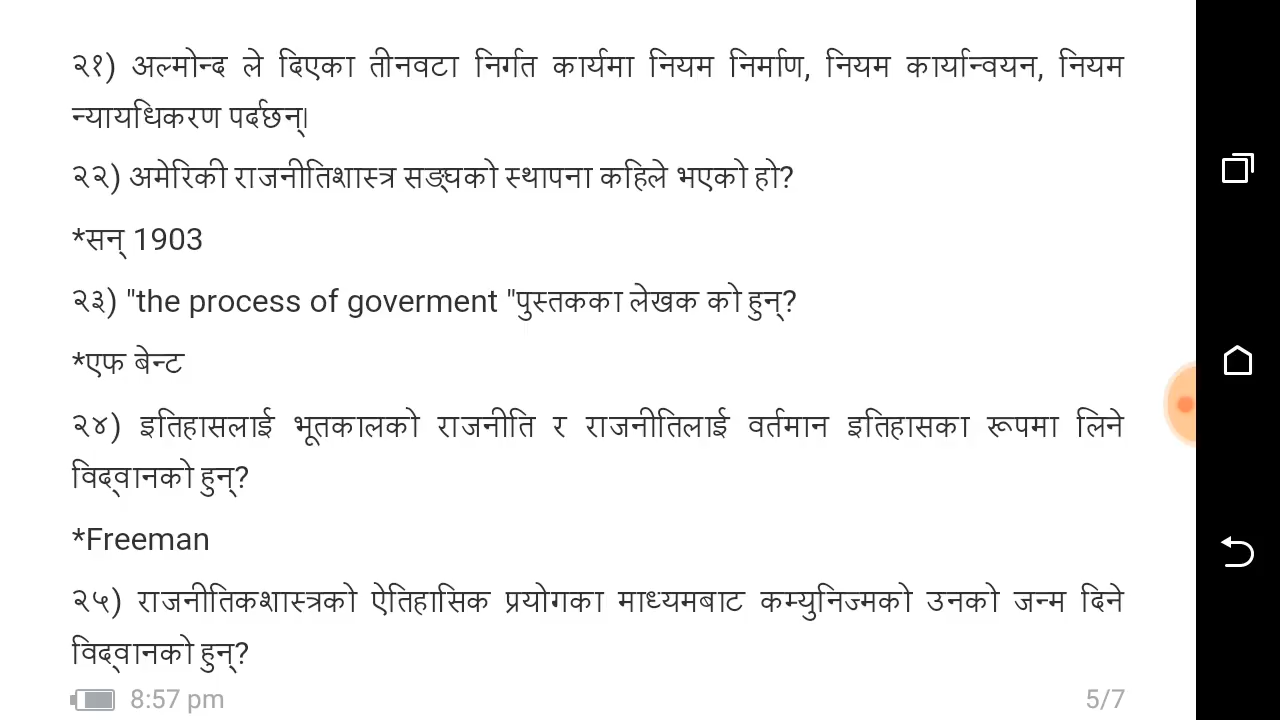 २१) अल्मोन्द ले दिएका तीनवटा निर्गत कार्यमा नियम निर्माण, नियम कार्यान्वयन, नियम
न्यायधिकरण पर्दछन्।
२२) अमेरिकी राजनीतिशास्त्र सङ्घको स्थापना कहिले भएको हो?
*सन् 1903
२३) "the process of goverment "पुस्तकका लेखक को हुन्?
*एफ बेन्ट
२४) इतिहासलाई भूतकालको राजनीति र राजनीतिलाई वर्तमान इतिहासका रूपमा लिने
विद्वानको हुन्?
*Freeman
२५) राजनीतिकशास्त्रको ऐतिहासिक प्रयोगका माध्यमबाट कम्युनिज्मको उनको जन्म दिने
विद्वानको हुन्?
8:57 pm
5/7